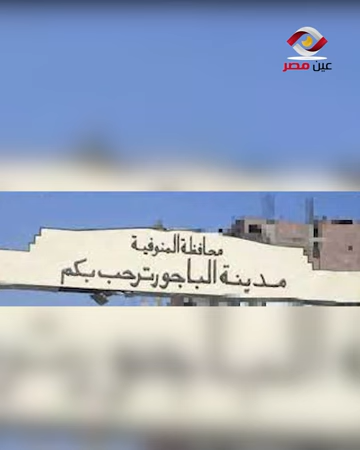 عين مصر
محافظة المنوفية
مدينة الباجور ترحب بكم